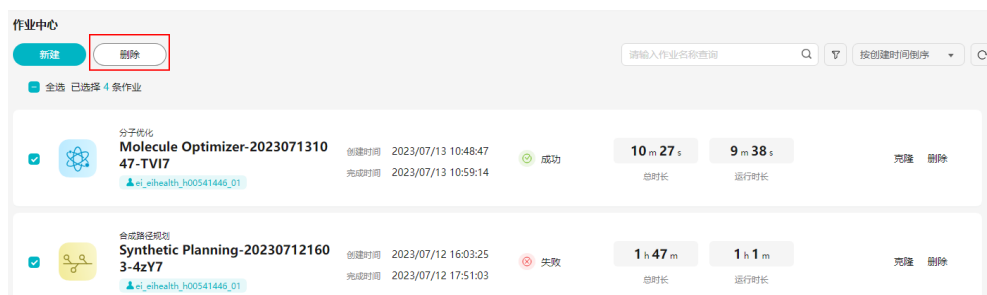 作业中心
新建
删除
请输入作业名称查询
按创建时间倒序
全选 已选择 4 条作业
分子优化
Molecule Optimizer-2023071310
47-TVI7
ei_eihealth_h00541446_01
创建时间 2023/07/13 10:48:47
完成时间 2023/07/13 10:59:14
成功
10 m 27 s
总时长
9 m 38 s
运行时长
克隆 删除
合成路径规划
Synthetic Planning-20230712160
3-4zY7
ei_eihealth_h00541446_01
创建时间 2023/07/12 16:03:25
完成时间 2023/07/12 17:51:03
失败
1 h 47 m
总时长
1 h 1 m
运行时长
克隆 删除